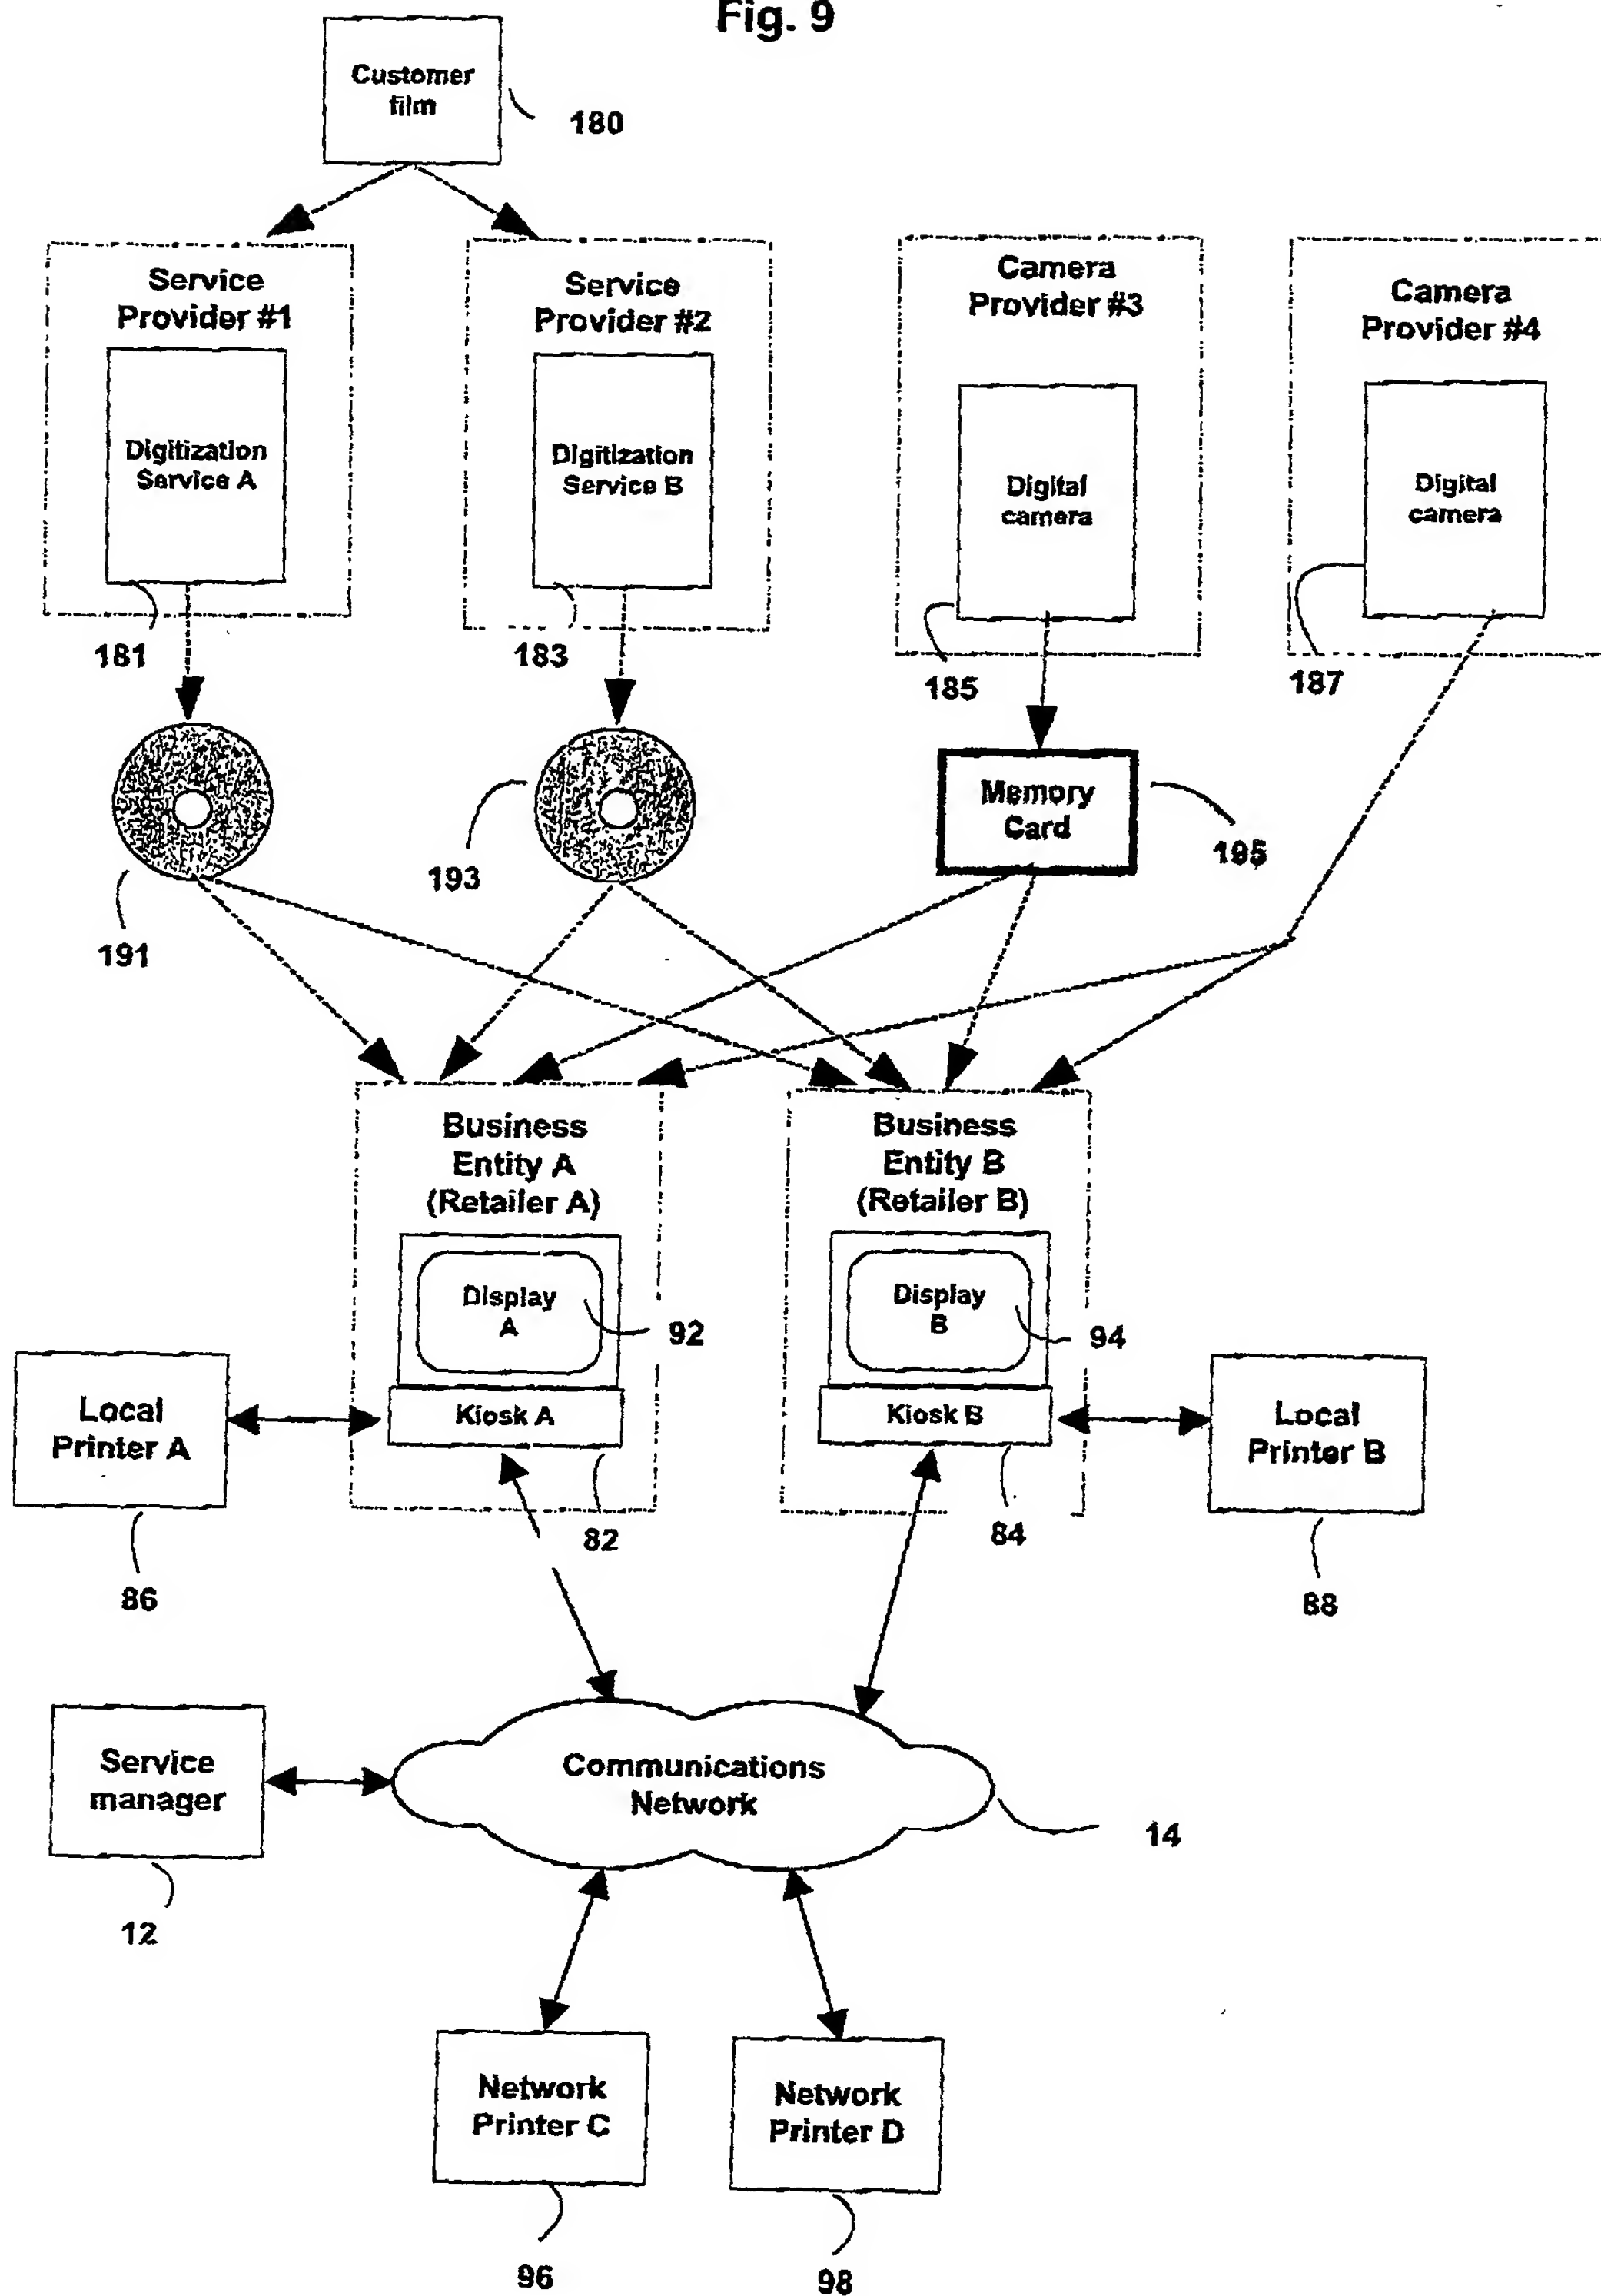 Fig. 9
Customer
film
180
Service
Provider #1
Service
Provider #2
Camera
Provider #3
Camera
Provider #4
Digitization
Service A
Digitization
Service B
Digital
camera
Digital
camera
181
183
185
187
Memory
Card
195
193
191
Business
Entity A
(Retailer A)
Business
Entity B
(Retailer B)
Display
A
92
Display
B
94
Local
Printer A
Kiosk A
Kiosk B
Local
Printer B
82
84
86
88
Service
manager
Communications
Network
14
12
Network
Printer C
Network
Printer D
96
98